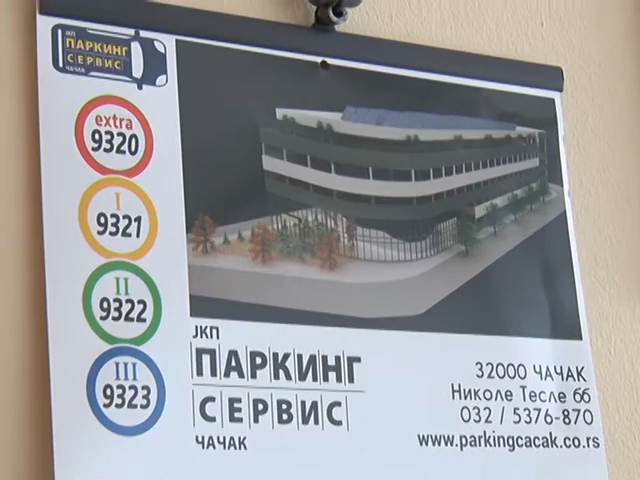 ЈКП
ПАРКИНГ
СЕРВИС
ЧАЧАК
extra
9320
I
9321
II
9322
III
9323
ЈКП
ПАРКИНГ
СЕРВИС
ЧАЧАК
32000 ЧАЧАК
Николе Тесле бб
032 / 5376-870
www.parkingcacak.co.rs